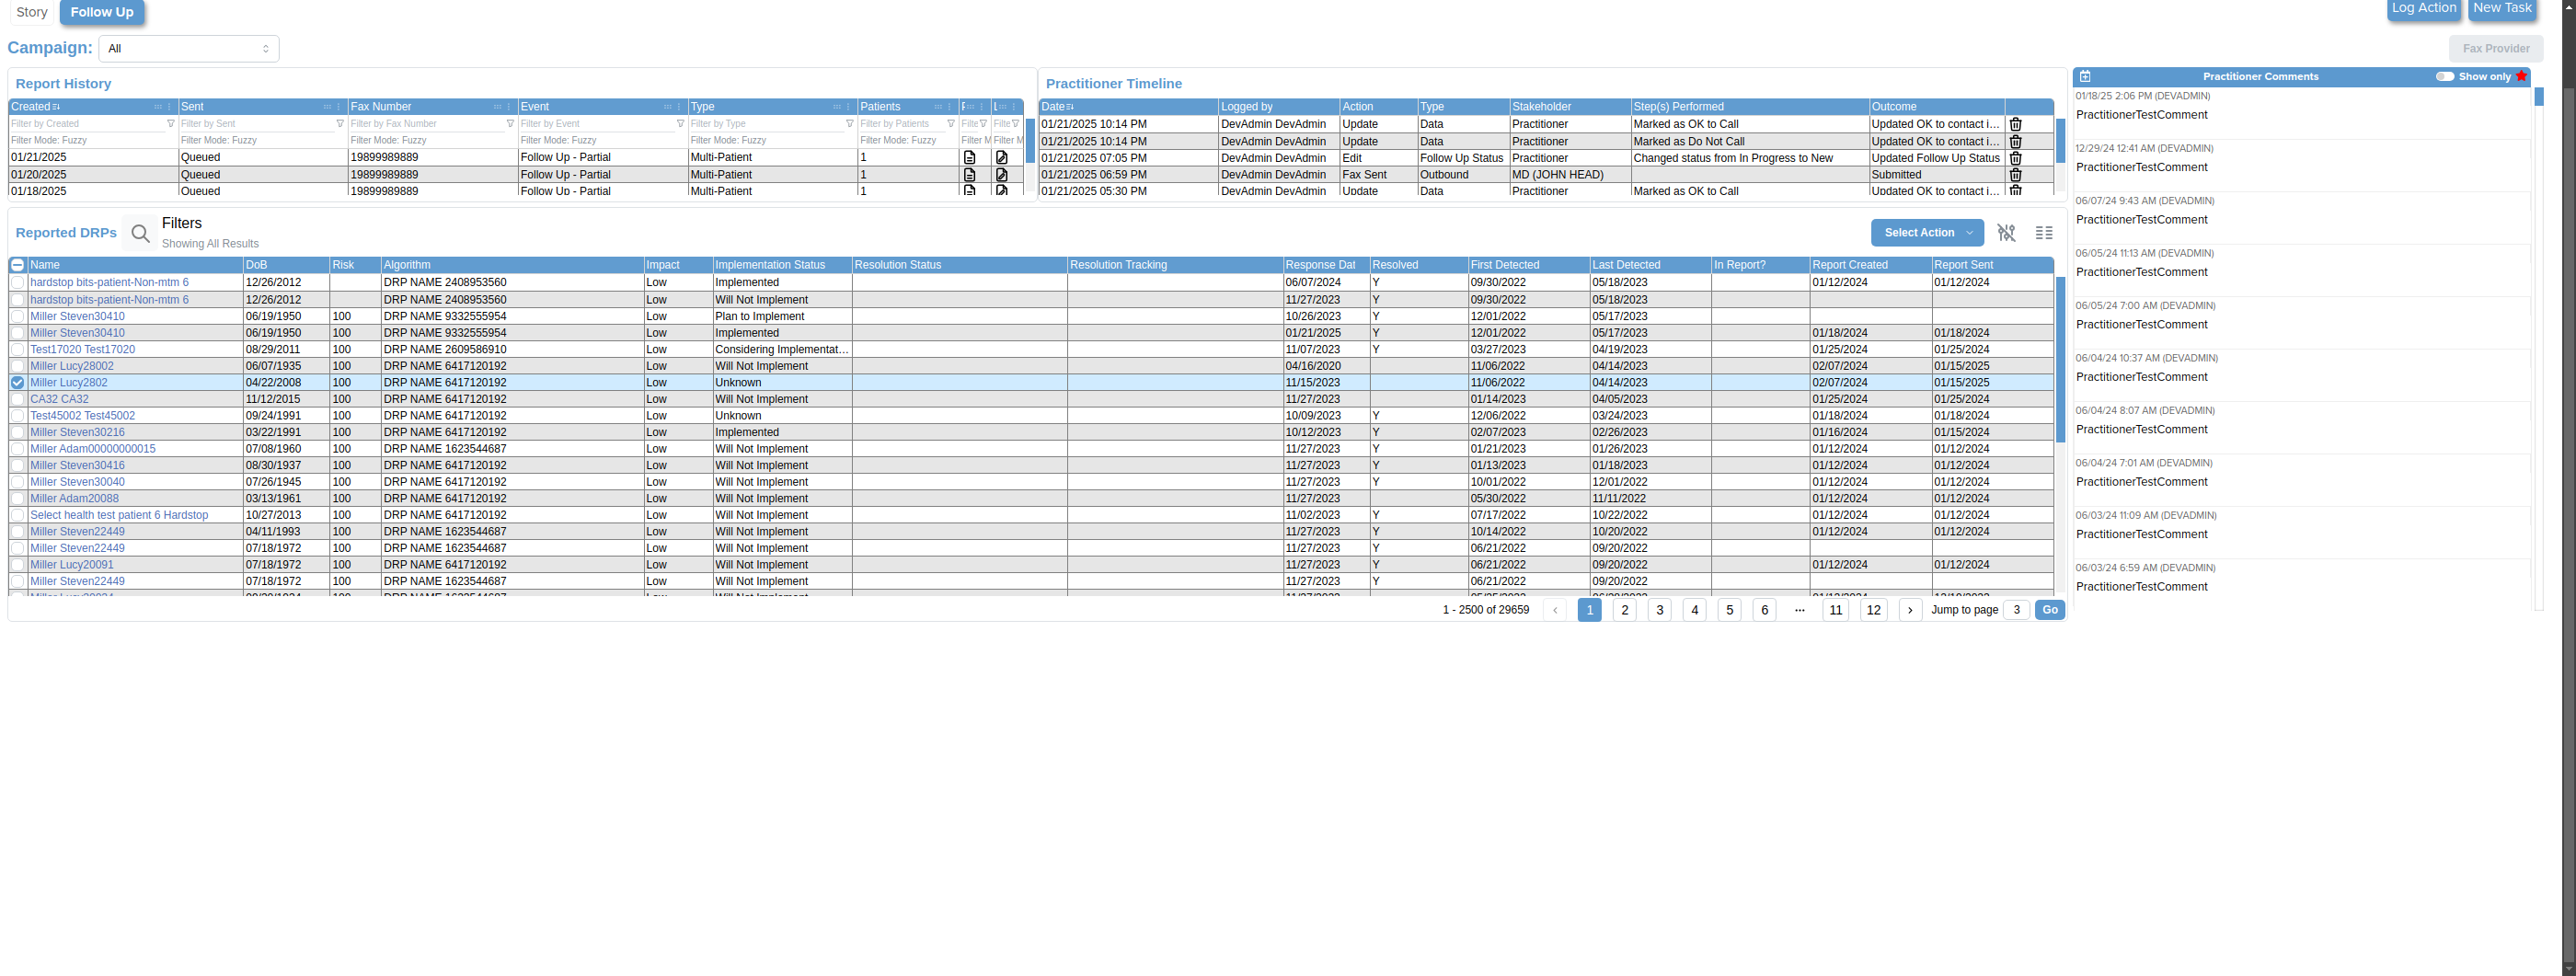 Story Follow Up Log Action New Task
Campaign: All Fax Provider
Report History
Created Sent Fax Number Event Type Patients
Filter by Created Filter by Sent Filter by Fax Number Filter by Event Filter by Type Filter by Patients Filte Filte
Filter Mode: Fuzzy Filter Mode: Fuzzy Filter Mode: Fuzzy Filter Mode: Fuzzy Filter Mode: Fuzzy Filter Mode: Fuzzy Filter M Filter M
01/21/2025 Queued 19899989889 Follow Up - Partial Multi-Patient 1
01/20/2025 Queued 19899989889 Follow Up - Partial Multi-Patient 1
01/18/2025 Queued 19899989889 Follow Up - Partial Multi-Patient 1
Practitioner Timeline
Date Logged by Action Type Stakeholder Step(s) Performed Outcome
01/21/2025 10:14 PM DevAdmin DevAdmin Update Data Practitioner Marked as OK to Call Updated OK to contact i...
01/21/2025 10:14 PM DevAdmin DevAdmin Update Data Practitioner Marked as Do Not Call Updated OK to contact i...
01/21/2025 07:05 PM DevAdmin DevAdmin Edit Follow Up Status Practitioner Changed status from In Progress to New Updated Follow Up Status
01/21/2025 06:59 PM DevAdmin DevAdmin Fax Sent Outbound MD (JOHN HEAD) Submitted
01/21/2025 05:30 PM DevAdmin DevAdmin Update Data Practitioner Marked as OK to Call Updated OK to contact i...
Reported DRPs Filters
Showing All Results
Select Action
Name DoB Risk Algorithm Impact Implementation Status Resolution Status Resolution Tracking Response Dat Resolved First Detected Last Detected In Report? Report Created Report Sent
hardstop bits-patient-Non-mtm 6 12/26/2012 DRP NAME 2408953560 Low Implemented 06/07/2024 Y 09/30/2022 05/18/2023 01/12/2024 01/12/2024
hardstop bits-patient-Non-mtm 6 12/26/2012 DRP NAME 2408953560 Low Will Not Implement 11/27/2023 Y 09/30/2022 05/18/2023
Miller Steven30410 06/19/1950 100 DRP NAME 9332555954 Low Plan to Implement 10/26/2023 Y 12/01/2022 05/17/2023
Miller Steven30410 06/19/1950 100 DRP NAME 9332555954 Low Implemented 01/21/2025 Y 12/01/2022 05/17/2023 01/18/2024 01/18/2024
Test17020 Test17020 08/29/2011 100 DRP NAME 2609586910 Low Considering Implementat... 11/07/2023 Y 03/27/2023 04/19/2023 01/25/2024 01/25/2024
Miller Lucy28002 06/07/1935 100 DRP NAME 6417120192 Low Will Not Implement 04/16/2020 11/06/2022 04/14/2023 02/07/2024 01/15/2025
Miller Lucy2802 04/22/2008 100 DRP NAME 6417120192 Low Unknown 11/15/2023 11/06/2022 04/14/2023 02/07/2024 01/15/2025
CA32 CA32 11/12/2015 100 DRP NAME 6417120192 Low Will Not Implement 11/27/2023 01/14/2023 04/05/2023 01/25/2024 01/25/2024
Test45002 Test45002 09/24/1991 100 DRP NAME 6417120192 Low Unknown 10/09/2023 Y 12/06/2022 03/24/2023 01/18/2024 01/18/2024
Miller Steven30216 03/22/1991 100 DRP NAME 6417120192 Low Implemented 10/12/2023 Y 02/07/2023 02/26/2023 01/16/2024 01/15/2024
Miller Adam00000000015 07/08/1960 100 DRP NAME 1623544687 Low Will Not Implement 11/27/2023 Y 01/21/2023 01/26/2023 01/12/2024 01/12/2024
Miller Steven30416 08/30/1937 100 DRP NAME 6417120192 Low Will Not Implement 11/27/2023 Y 01/13/2023 01/18/2023 01/12/2024 01/12/2024
Miller Steven30040 07/26/1945 100 DRP NAME 6417120192 Low Will Not Implement 11/27/2023 Y 10/01/2022 12/01/2022 01/12/2024 01/12/2024
Miller Adam20088 03/13/1961 100 DRP NAME 6417120192 Low Will Not Implement 11/27/2023 05/30/2022 11/11/2022 01/12/2024 01/12/2024
Select health test patient 6 Hardstop 10/27/2013 100 DRP NAME 6417120192 Low Will Not Implement 11/02/2023 Y 07/17/2022 10/22/2022 01/12/2024 01/12/2024
Miller Steven22449 04/11/1993 100 DRP NAME 1623544687 Low Will Not Implement 11/27/2023 Y 10/14/2022 10/20/2022 01/12/2024 01/12/2024
Miller Steven22449 07/18/1972 100 DRP NAME 1623544687 Low Will Not Implement 11/27/2023 Y 06/21/2022 09/20/2022
Miller Lucy20091 07/18/1972 100 DRP NAME 6417120192 Low Will Not Implement 11/27/2023 Y 06/21/2022 09/20/2022 01/12/2024 01/12/2024
Miller Steven22449 07/18/1972 100 DRP NAME 1623544687 Low Will Not Implement 11/27/2023 Y 06/21/2022 09/20/2022
1 - 2500 of 29659 1 2 3 4 5 6 ... 11 12 Jump to page 3 Go
Practitioner Comments Show only
01/18/25 2:06 PM (DEVADMIN)
PractitionerTestComment
12/29/24 12:41 AM (DEVADMIN)
PractitionerTestComment
06/07/24 9:43 AM (DEVADMIN)
PractitionerTestComment
06/05/24 11:13 AM (DEVADMIN)
PractitionerTestComment
06/05/24 7:00 AM (DEVADMIN)
PractitionerTestComment
06/04/24 10:37 AM (DEVADMIN)
PractitionerTestComment
06/04/24 8:07 AM (DEVADMIN)
PractitionerTestComment
06/04/24 7:01 AM (DEVADMIN)
PractitionerTestComment
06/03/24 11:09 AM (DEVADMIN)
PractitionerTestComment
06/03/24 6:59 AM (DEVADMIN)
PractitionerTestComment